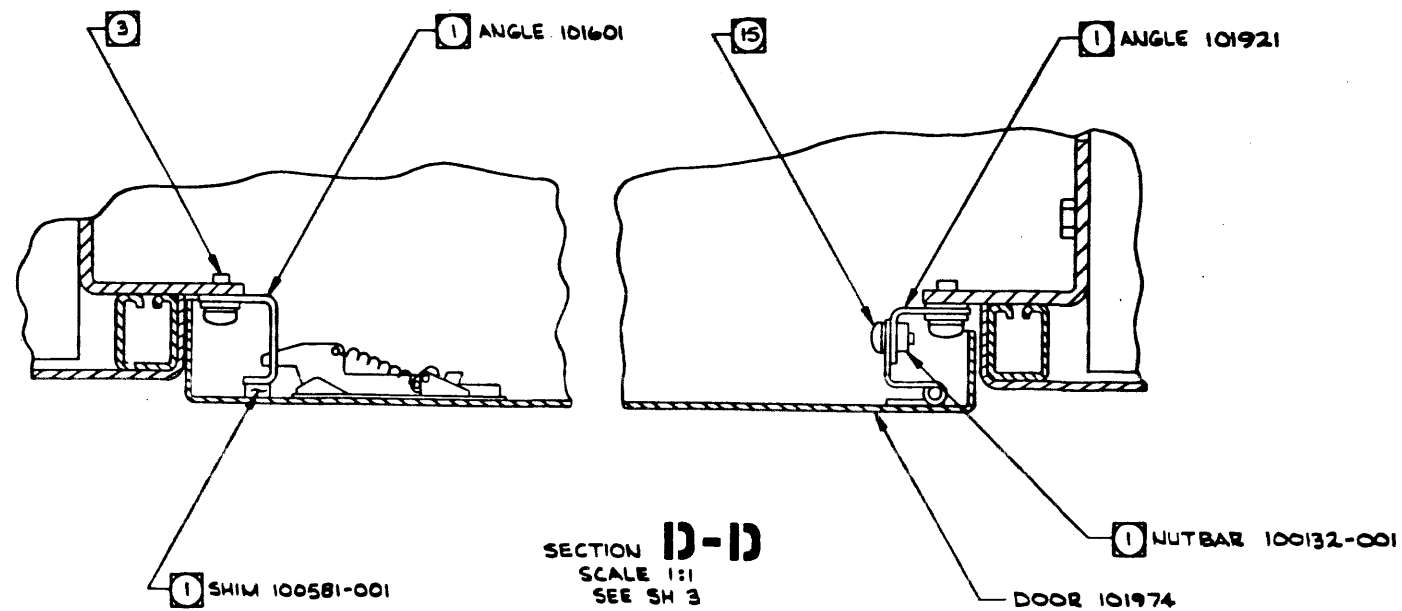 3
1 ANGLE 101601
15
1 ANGLE 101921
1 SHIM 100581-001
SECTION D-D
SCALE 1:1
SEE SH 3
1 NUTBAR 100132-001
DOOR 101974